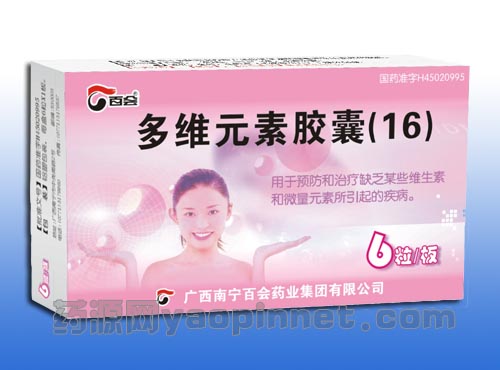 国药准字H45020995
百会
多维元素胶囊(16)
用于预防和治疗缺乏某些维生素
和微量元素所引起的疾病。
6粒/板
广西南宁百会药业集团有限公司
药源网yaopinnet.com